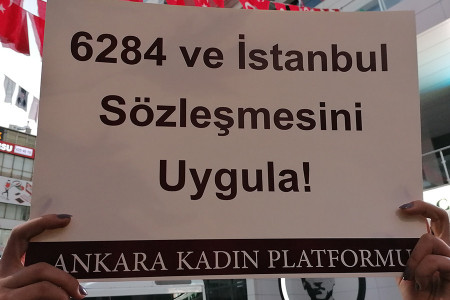 6284 ve İstanbul
Sözleşmesini
Uygula!
ANKARA KADIN PLATFORMU